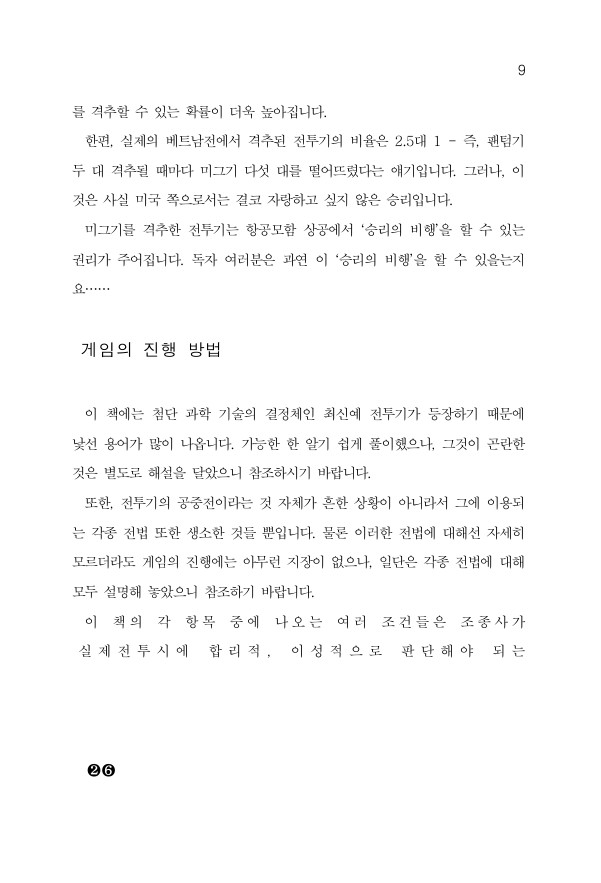 9
를 격추할 수 있는 확률이 더욱 높아집니다.
한편, 실제의 베트남전에서 격추된 전투기의 비율은 2.5대 1 - 즉, 팬텀기
두 대 격추될 때마다 미그기 다섯 대를 떨어뜨렸다는 얘기입니다. 그러나, 이
것은 사실 미국 쪽으로서는 결코 자랑하고 싶지 않은 승리입니다.
미그기를 격추한 전투기는 항공모함 상공에서 ‘승리의 비행’을 할 수 있는
권리가 주어집니다. 독자 여러분은 과연 이 ‘승리의 비행’을 할 수 있을는지
요……
게임의 진행 방법
이 책에는 첨단 과학 기술의 결정체인 최신예 전투기가 등장하기 때문에
낯선 용어가 많이 나옵니다. 가능한 한 알기 쉽게 풀이했으나, 그것이 곤란한
것은 별도로 해설을 달았으니 참조하시기 바랍니다.
또한, 전투기의 공중전이라는 것 자체가 흔한 상황이 아니라서 그에 이용되
는 각종 전법 또한 생소한 것들 뿐입니다. 물론 이러한 전법에 대해선 자세히
모르더라도 게임의 진행에는 아무런 지장이 없으나, 일단은 각종 전법에 대해
모두 설명해 놓았으니 참조하기 바랍니다.
이 책의 각 항목 중에 나오는 여러 조건들은 조종사가
실제전투시에 합리적, 이성적으로 판단해야 되는
❷❻